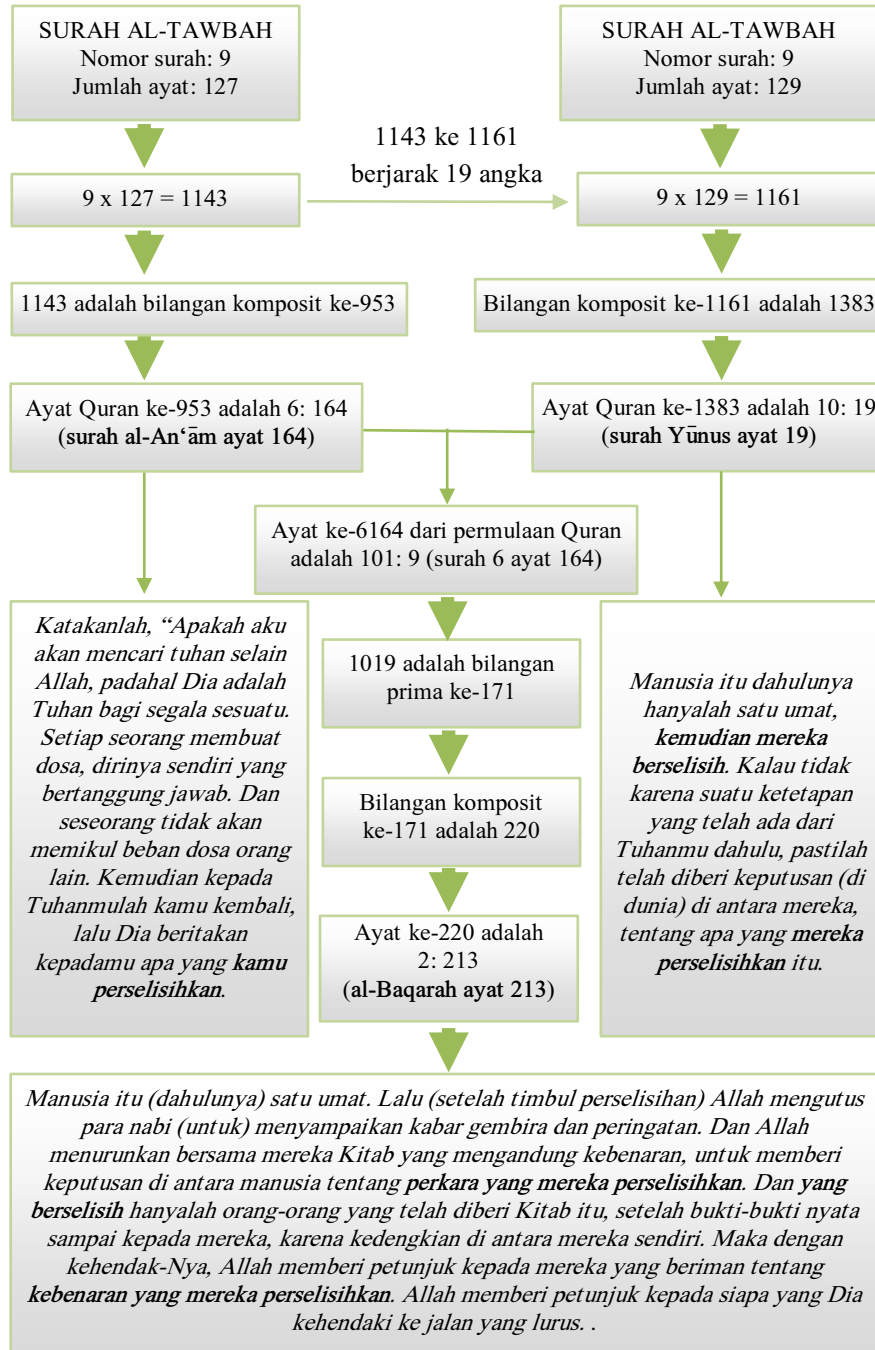 SURAH AL-TAWBAH
Nomor surah: 9
Jumlah ayat: 127
SURAH AL-TAWBAH
Nomor surah: 9
Jumlah ayat: 129
1143 ke 1161
berjarak 19 angka
9 x 127 = 1143
9 x 129 = 1161
1143 adalah bilangan komposit ke-953
Bilangan komposit ke-1161 adalah 1383
Ayat Quran ke-953 adalah 6: 164
(surah al-An‘ām ayat 164)
Ayat Quran ke-1383 adalah 10: 19
(surah Yūnus ayat 19)
Ayat ke-6164 dari permulaan Quran
adalah 101: 9 (surah 6 ayat 164)
Katakanlah, “Apakah aku
akan mencari tuhan selain
Allah, padahal Dia adalah
Tuhan bagi segala sesuatu.
Setiap seorang membuat
dosa, dirinya sendiri yang
bertanggung jawab. Dan
seseorang tidak akan
memikul beban dosa orang
lain. Kemudian kepada
Tuhanmulah kamu kembali,
lalu Dia beritakan
kepadamu apa yang kamu
perselisihkan.
1019 adalah bilangan
prima ke-171
Bilangan komposit
ke-171 adalah 220
Ayat ke-220 adalah
2: 213
(al-Baqarah ayat 213)
Manusia itu dahulunya
hanyalah satu umat,
kemudian mereka
berselisih. Kalau tidak
karena suatu ketetapan
yang telah ada dari
Tuhanmu dahulu, pastilah
telah diberi keputusan (di
dunia) di antara mereka,
tentang apa yang mereka
perselisihkan itu.
Manusia itu (dahulunya) satu umat. Lalu (setelah timbul perselisihan) Allah mengutus
para nabi (untuk) menyampaikan kabar gembira dan peringatan. Dan Allah
menurunkan bersama mereka Kitab yang mengandung kebenaran, untuk memberi
keputusan di antara manusia tentang perkara yang mereka perselisihkan. Dan yang
berselisih hanyalah orang-orang yang telah diberi Kitab itu, setelah bukti-bukti nyata
sampai kepada mereka, karena kedengkian di antara mereka sendiri. Maka dengan
kehendak-Nya, Allah memberi petunjuk kepada mereka yang beriman tentang
kebenaran yang mereka perselisihkan. Allah memberi petunjuk kepada siapa yang Dia
kehendaki ke jalan yang lurus. .